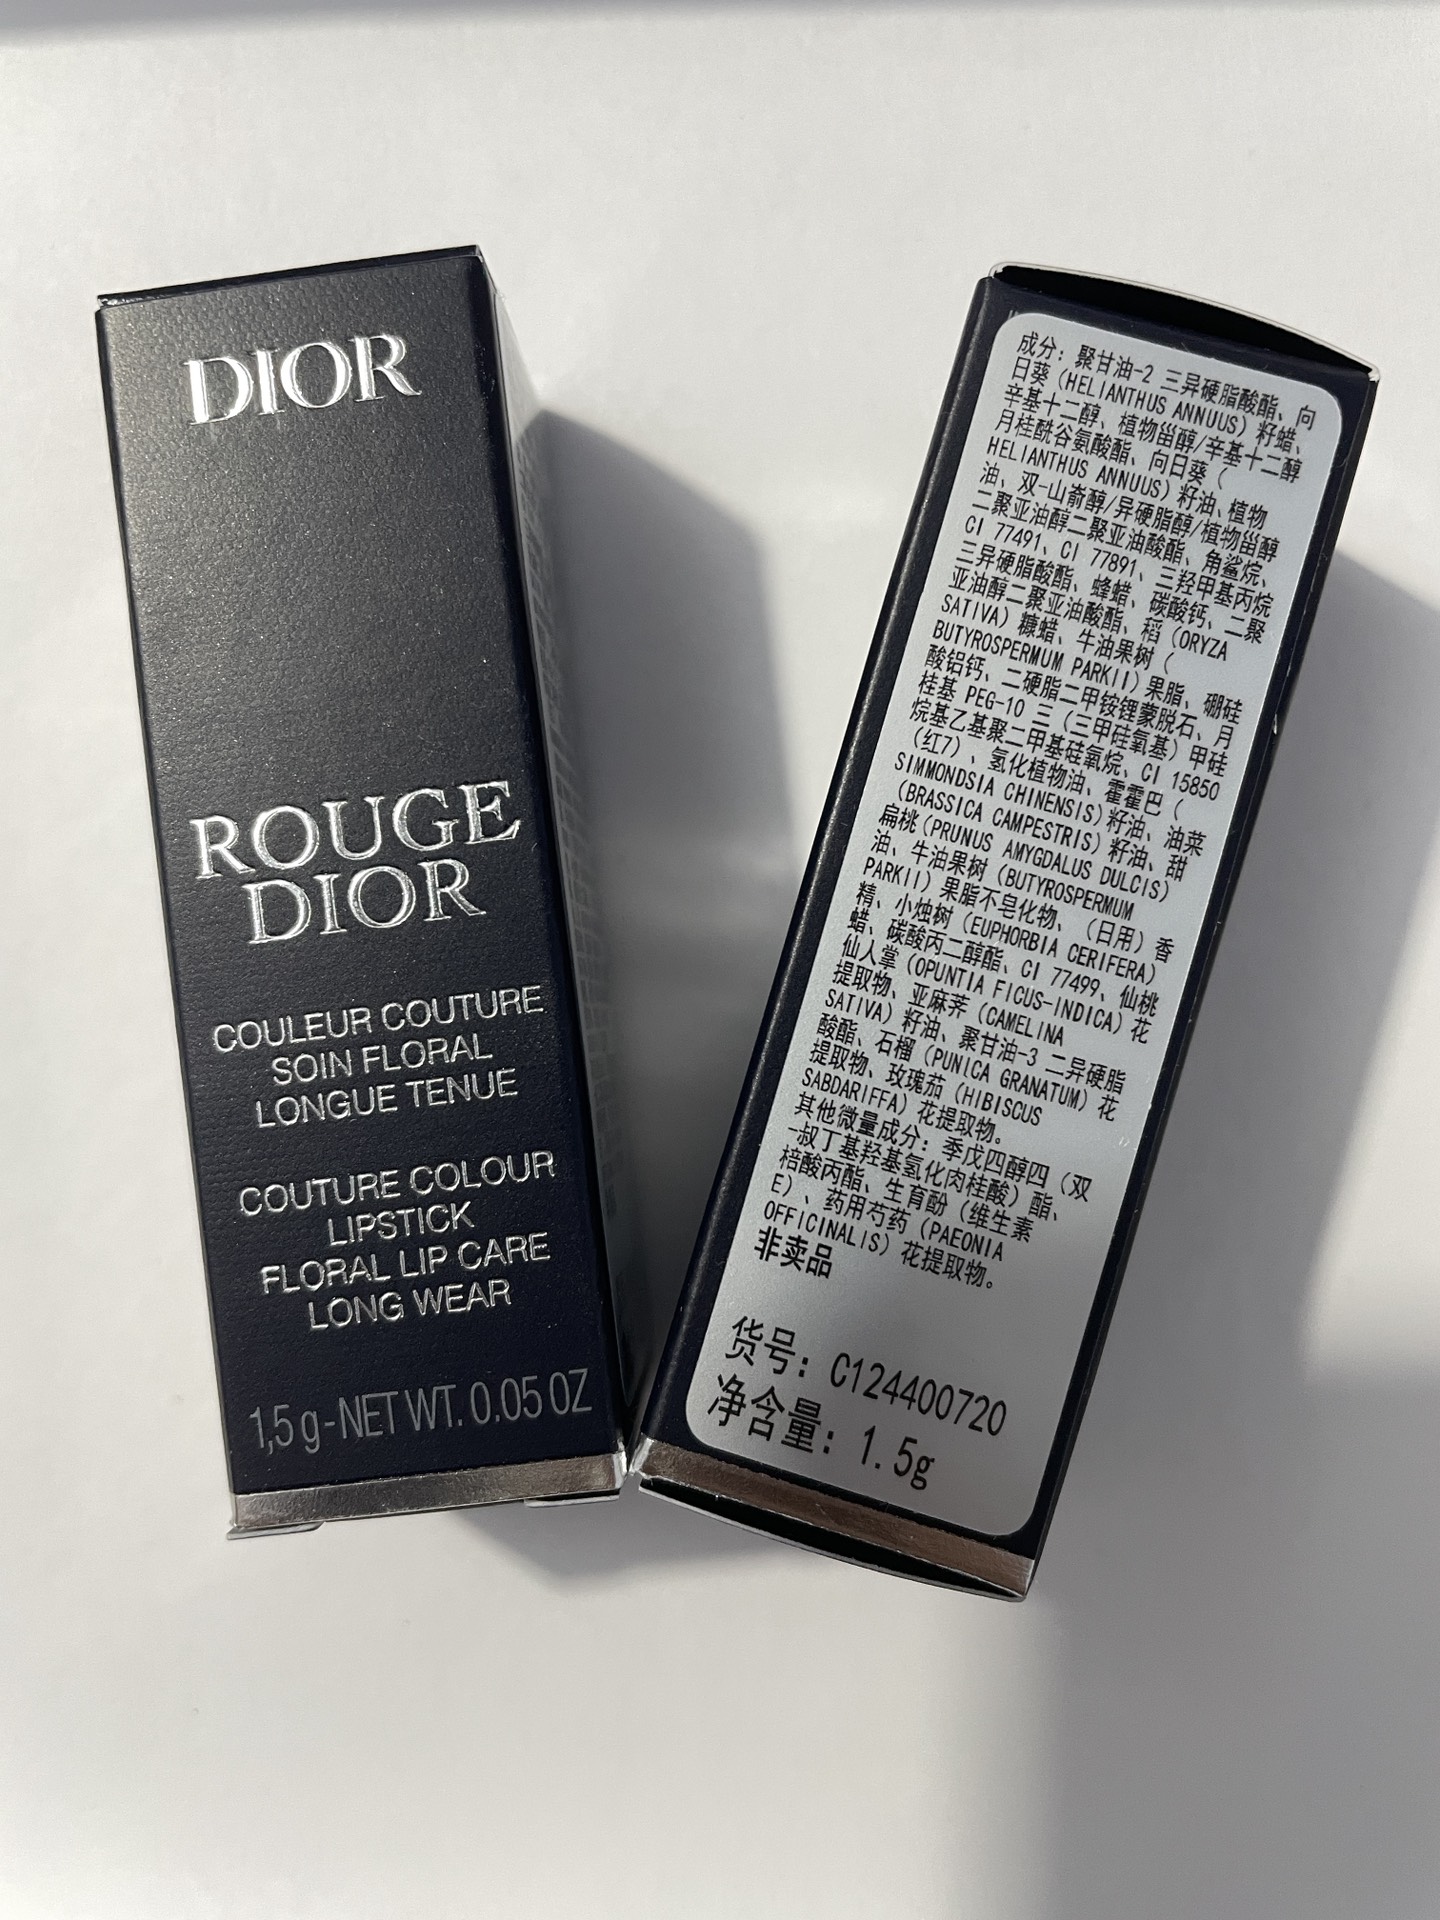 DIOR
ROUGE
DIOR
COULEUR COUTURE
SOIN FLORAL
LONGUE TENUE
COUTURE COLOUR
LIPSTICK
FLORAL LIP CARE
LONG WEAR
1,5 g-NET WT. 0.05 OZ
成分：聚甘油-2 三异硬脂酸酯、向
日葵（HELIANTHUS ANNUUS）籽蜡、
辛基十二醇、植物甾醇/辛基十二醇
月桂酰谷氨酸酯、向日葵（
HELIANTHUS ANNUUS）籽油、植物
油、双-山嵛醇/异硬脂醇/植物甾醇
二聚亚油醇二聚亚油酸酯、角鲨烷、
CI 77491、CI 77891、三羟甲基丙烷
三异硬脂酸酯、蜂蜡、碳酸钙、二聚
亚油醇二聚亚油酸酯、稻（ORYZA
SATIVA）糠蜡、牛油果树（
BUTYROSPERMUM PARKII）果脂、硼硅
酸铝钙、二硬脂二甲铵锂蒙脱石、月
桂基 PEG-10 三（三甲硅氧基）甲硅
烷基乙基聚二甲基硅氧烷、CI 15850
（红7）、氢化植物油、霍霍巴（
SIMMONDSIA CHINENSIS）籽油、油菜
（BRASSICA CAMPESTRIS）籽油、甜
扁桃（PRUNUS AMYGDALUS DULCIS）
油、牛油果树（BUTYROSPERMUM
PARKII）果脂不皂化物、（日用）香
精、小烛树（EUPHORBIA CERIFERA）
蜡、碳酸丙二醇酯、CI 77499、仙桃
仙人掌（OPUNTIA FICUS-INDICA）花
提取物、亚麻荠（CAMELINA
SATIVA）籽油、聚甘油-3 二异硬脂
酸酯、石榴（PUNICA GRANATUM）花
提取物、玫瑰茄（HIBISCUS
SABDARIFFA）花提取物。
其他微量成分：季戊四醇四（双
-叔丁基羟基氢化肉桂酸）酯、
棓酸丙酯、生育酚（维生素
E）、药用芍药（PAEONIA
OFFICINALIS）花提取物。
非卖品
货号：C124400720
净含量：1.5g